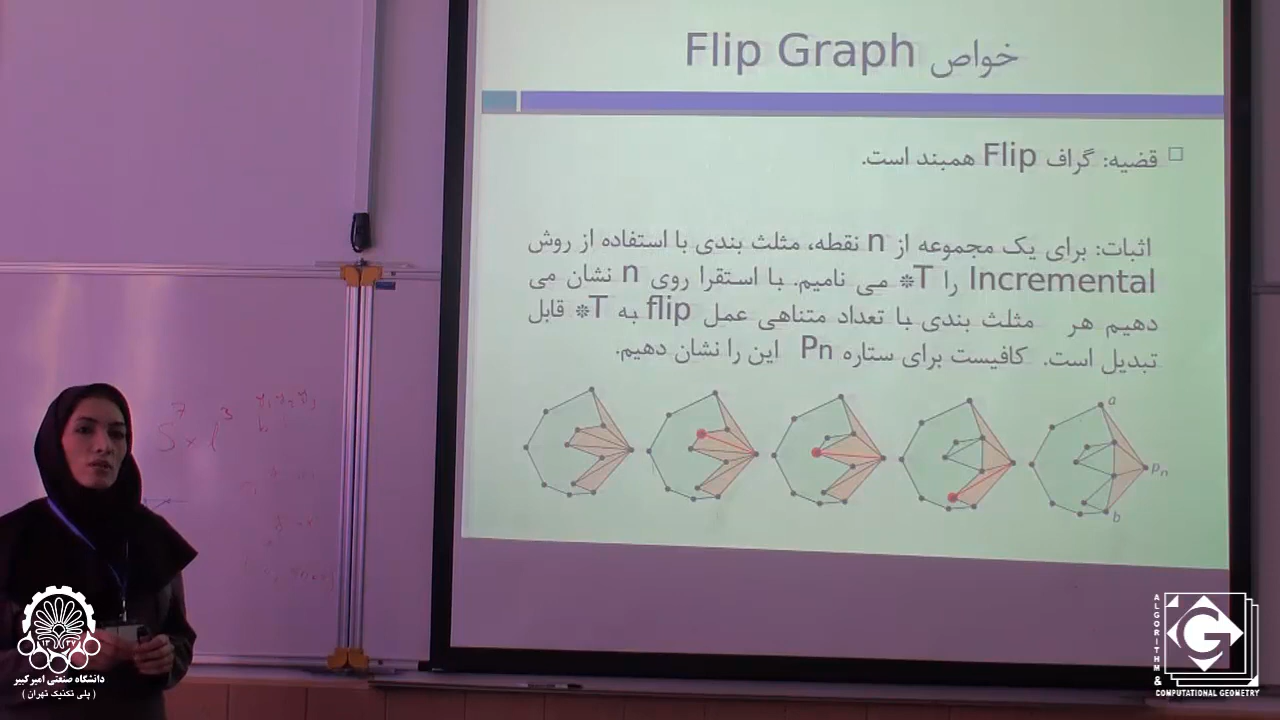 خواص Flip Graph
قضیه: گراف Flip همبند است.
اثبات: برای یک مجموعه از n نقطه، مثلث بندی با استفاده از روش
Incremental را T* می نامیم. با استقرا روی n نشان می
دهیم هر مثلث بندی با تعداد متناهی عمل flip به T* قابل
تبدیل است. کافیست برای ستاره Pn این را نشان دهیم.
a
pn
b
دانشگاه صنعتی امیرکبیر
( پلی تکنیک تهران )
ALGORITHM &
COMPUTATIONAL GEOMETRY